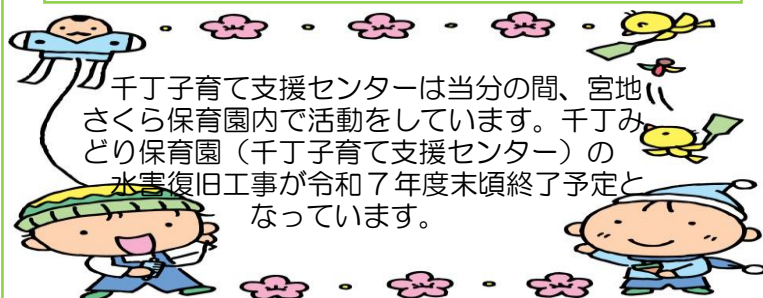 千丁子育て支援センターは当分の間、宮地
さくら保育園内で活動をしています。千丁み
どり保育園（千丁子育て支援センター）の
水害復旧工事が令和７年度末頃終了予定と
なっています。